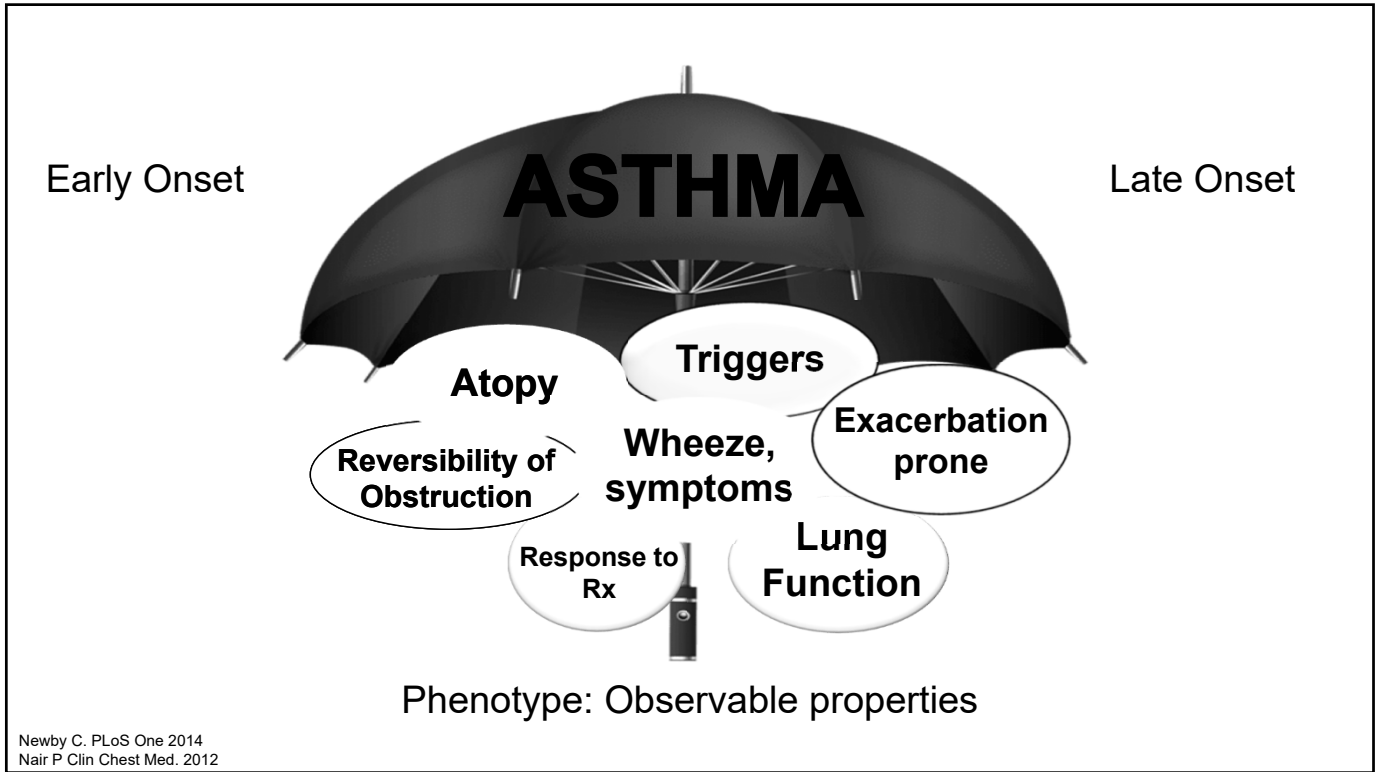 ASTHMA
Early Onset
Late Onset
Triggers
Atopy
Exacerbation
prone
Wheeze,
symptoms
Reversibility of
Obstruction
Response to
Rx
Lung
Function
Phenotype: Observable properties
Newby C. PLoS One 2014
Nair P Clin Chest Med. 2012